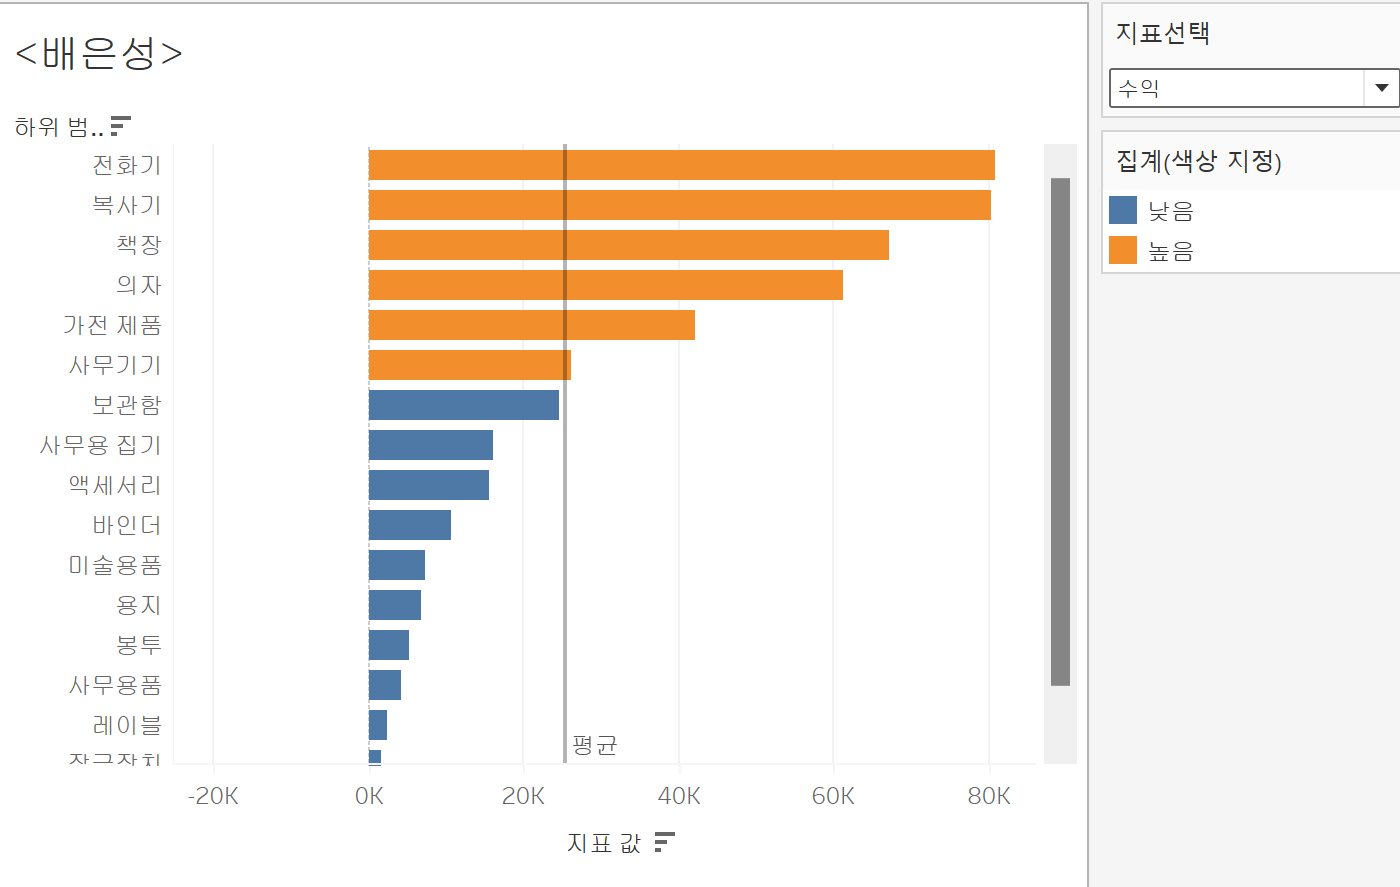 <배은성>
하위 범..
전화기
복사기
책장
의자
가전 제품
사무기기
보관함
사무용 집기
액세서리
바인더
미술용품
용지
봉투
사무용품
레이블
평균
-20K 0K 20K 40K 60K 80K
지표 값
지표선택
수익
집계(색상 지정)
낮음
높음